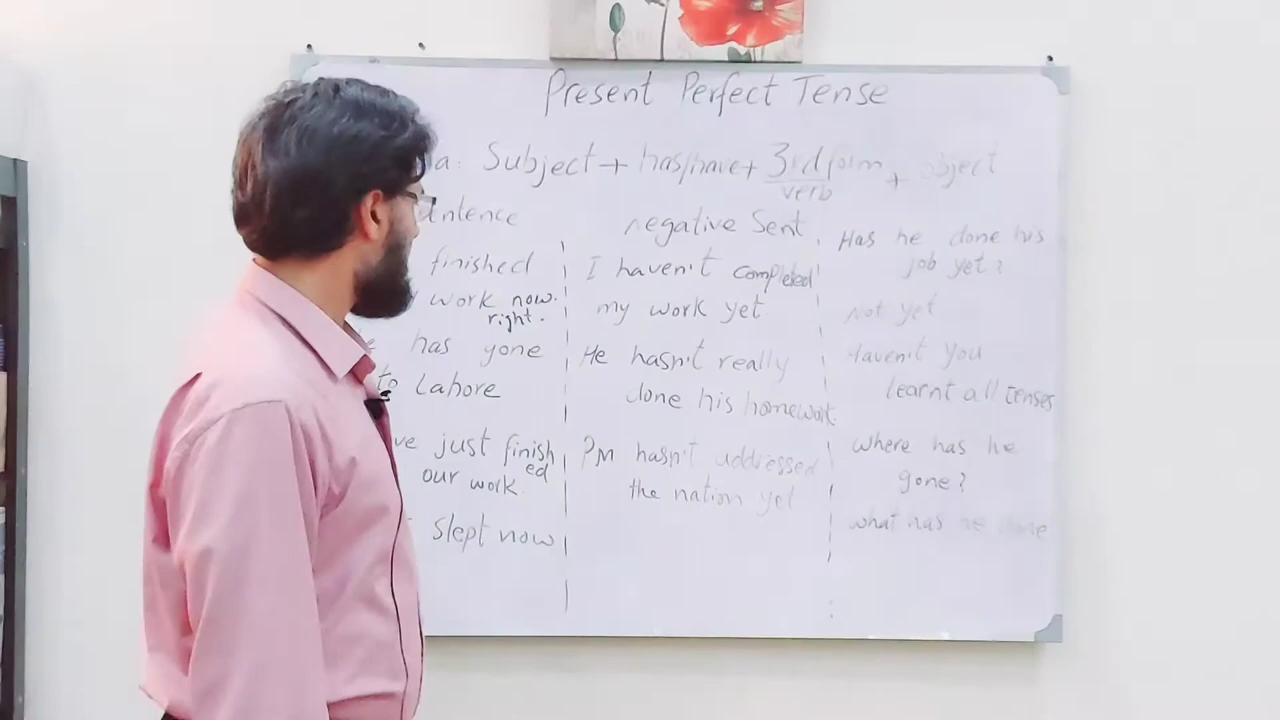 Present Perfect Tense
a: Subject + has/have + 3rd form + object
verb
entence
finished
work now.
right.
has gone
to Lahore
ve just finish
ed
our work.
slept now
negative Sent.
I haven't completed
my work yet
He hasn't really
done his homework.
PM hasn't addressed
the nation yet
Has he done his
job yet?
Not yet
Haven't you
learnt all tenses
where has he
gone?
what has he done